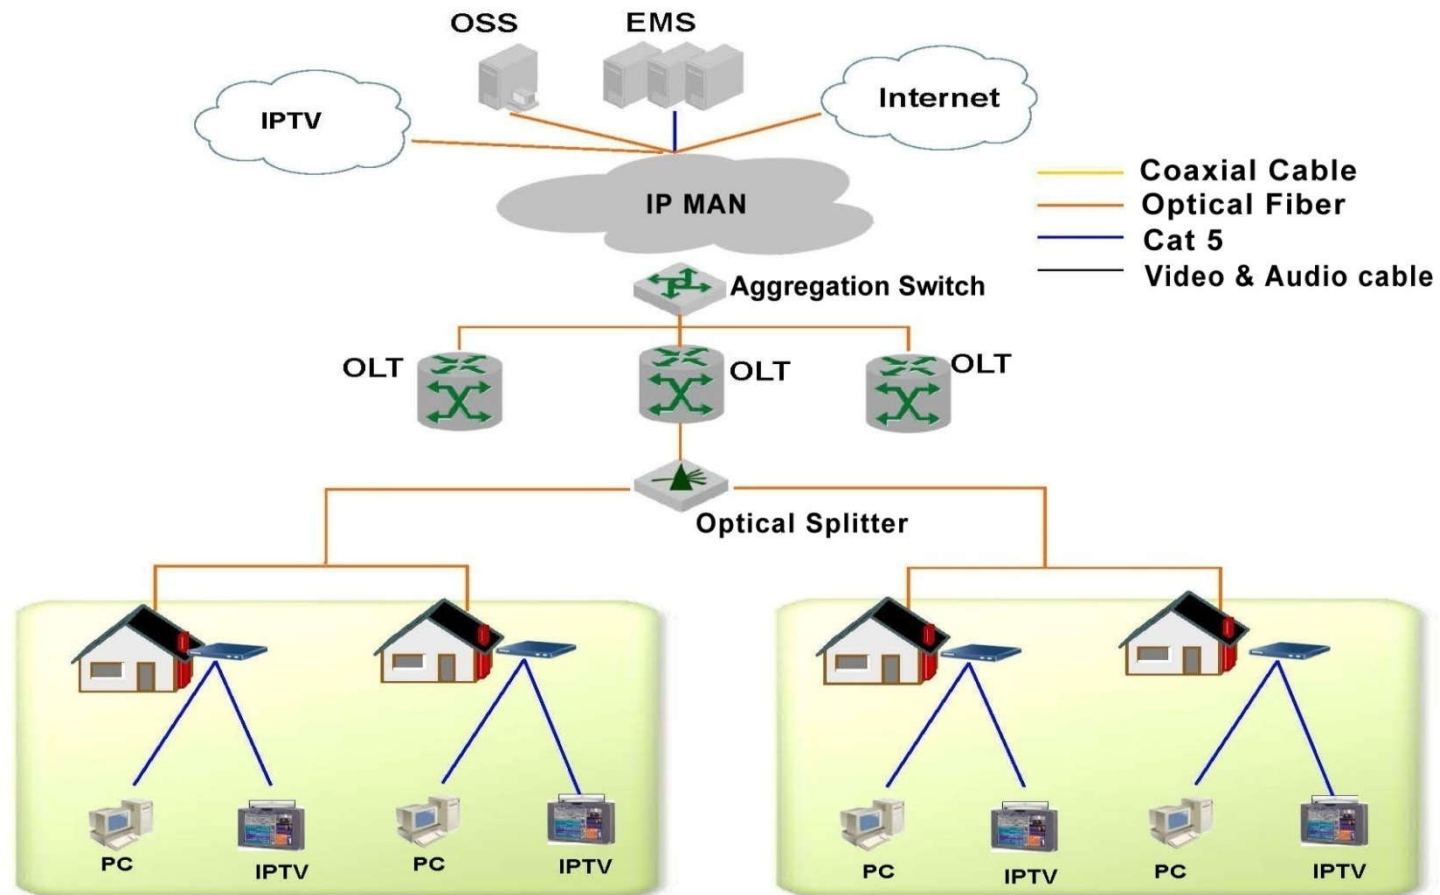 OSS
EMS
IPTV
Internet
IP MAN
Coaxial Cable
Optical Fiber
Cat 5
Video & Audio cable
Aggregation Switch
OLT
OLT
OLT
Optical Splitter
PC
IPTV
PC
IPTV
PC
IPTV
PC
IPTV